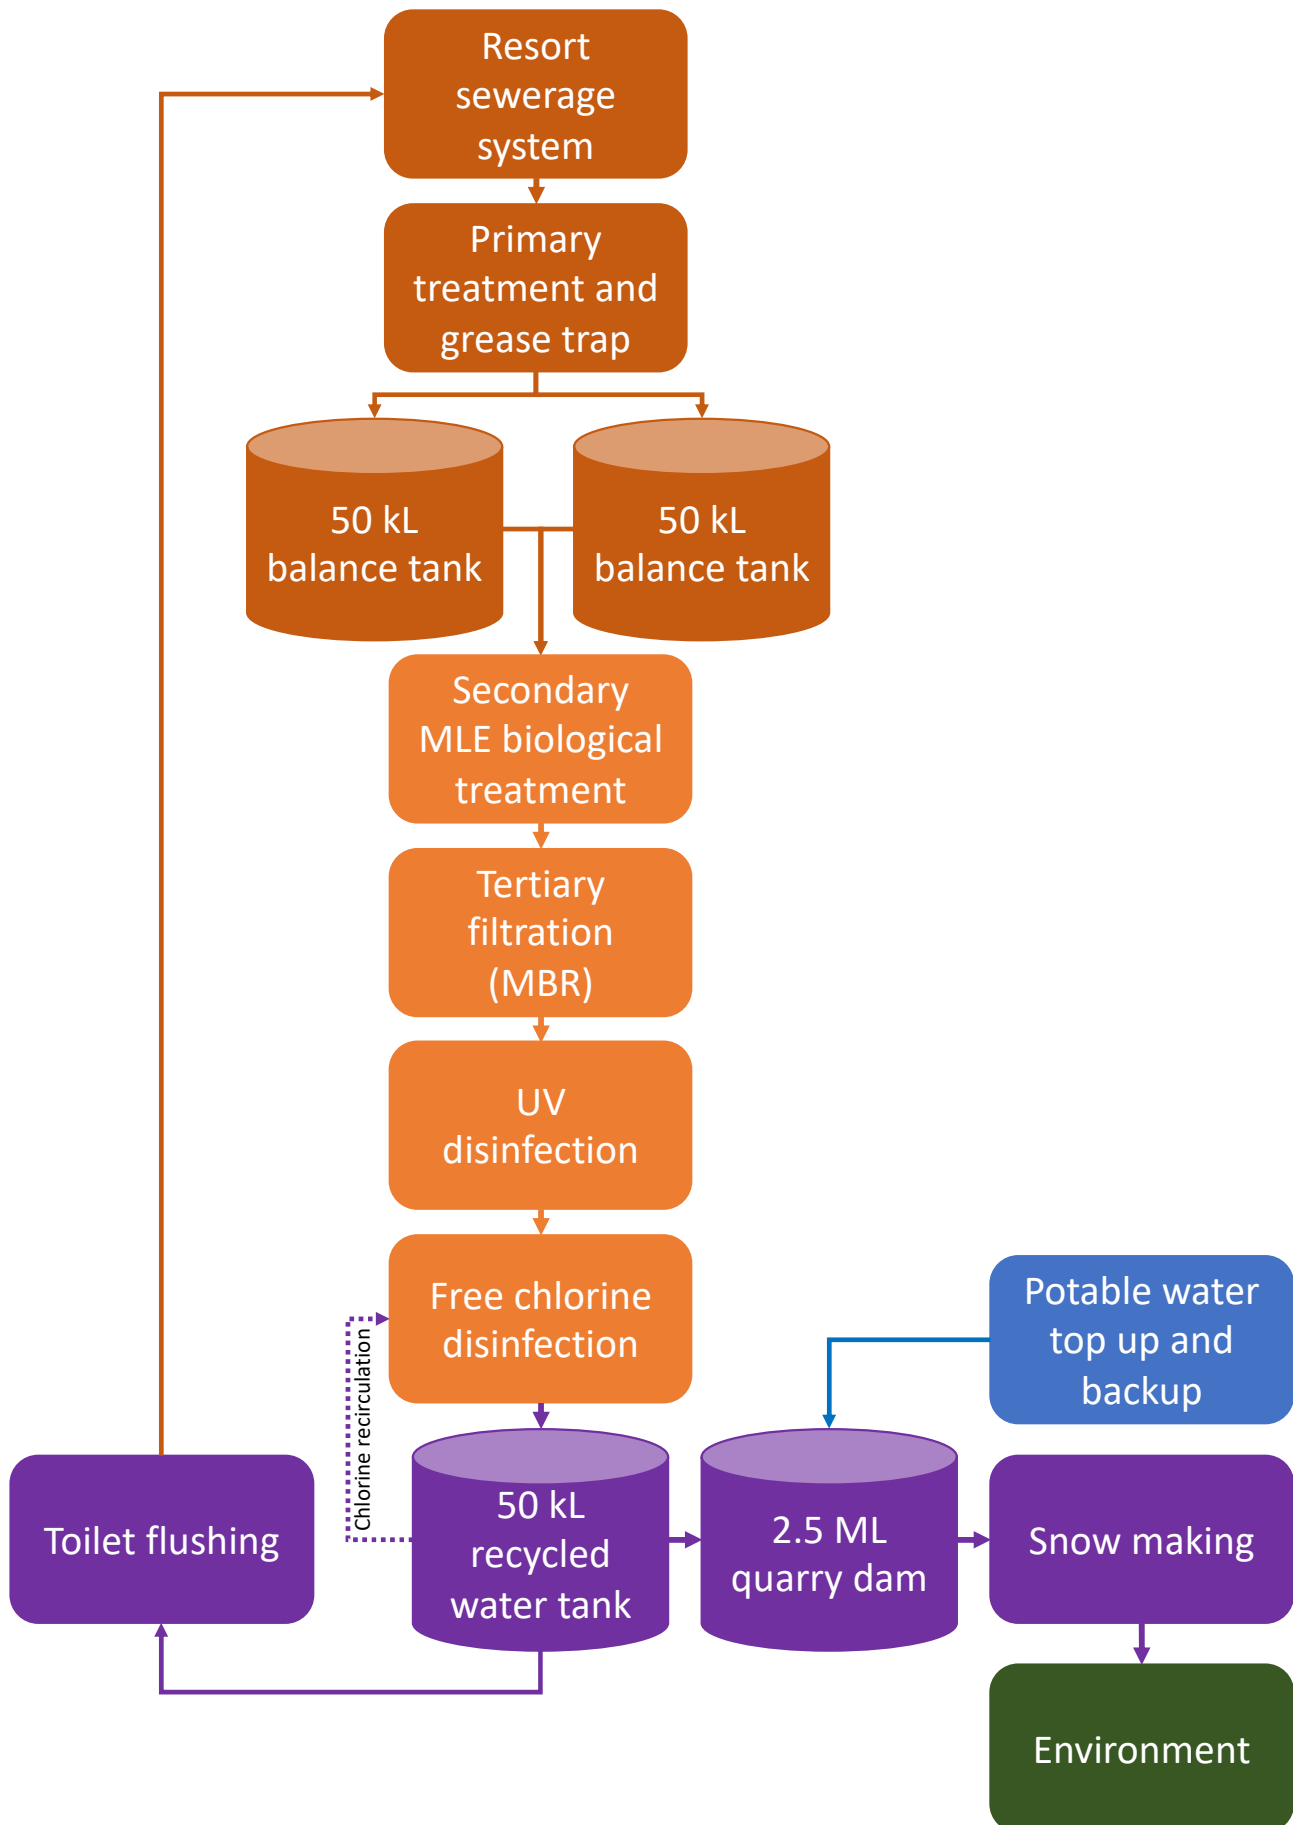 Resort
sewerage
system
Primary
treatment and
grease trap
50 kL
balance tank
50 kL
balance tank
Secondary
MLE biological
treatment
Tertiary
filtration
(MBR)
UV
disinfection
Free chlorine
disinfection
Chlorine recirculation
Potable water
top up and
backup
Toilet flushing
50 kL
recycled
water tank
2.5 ML
quarry dam
Snow making
Environment